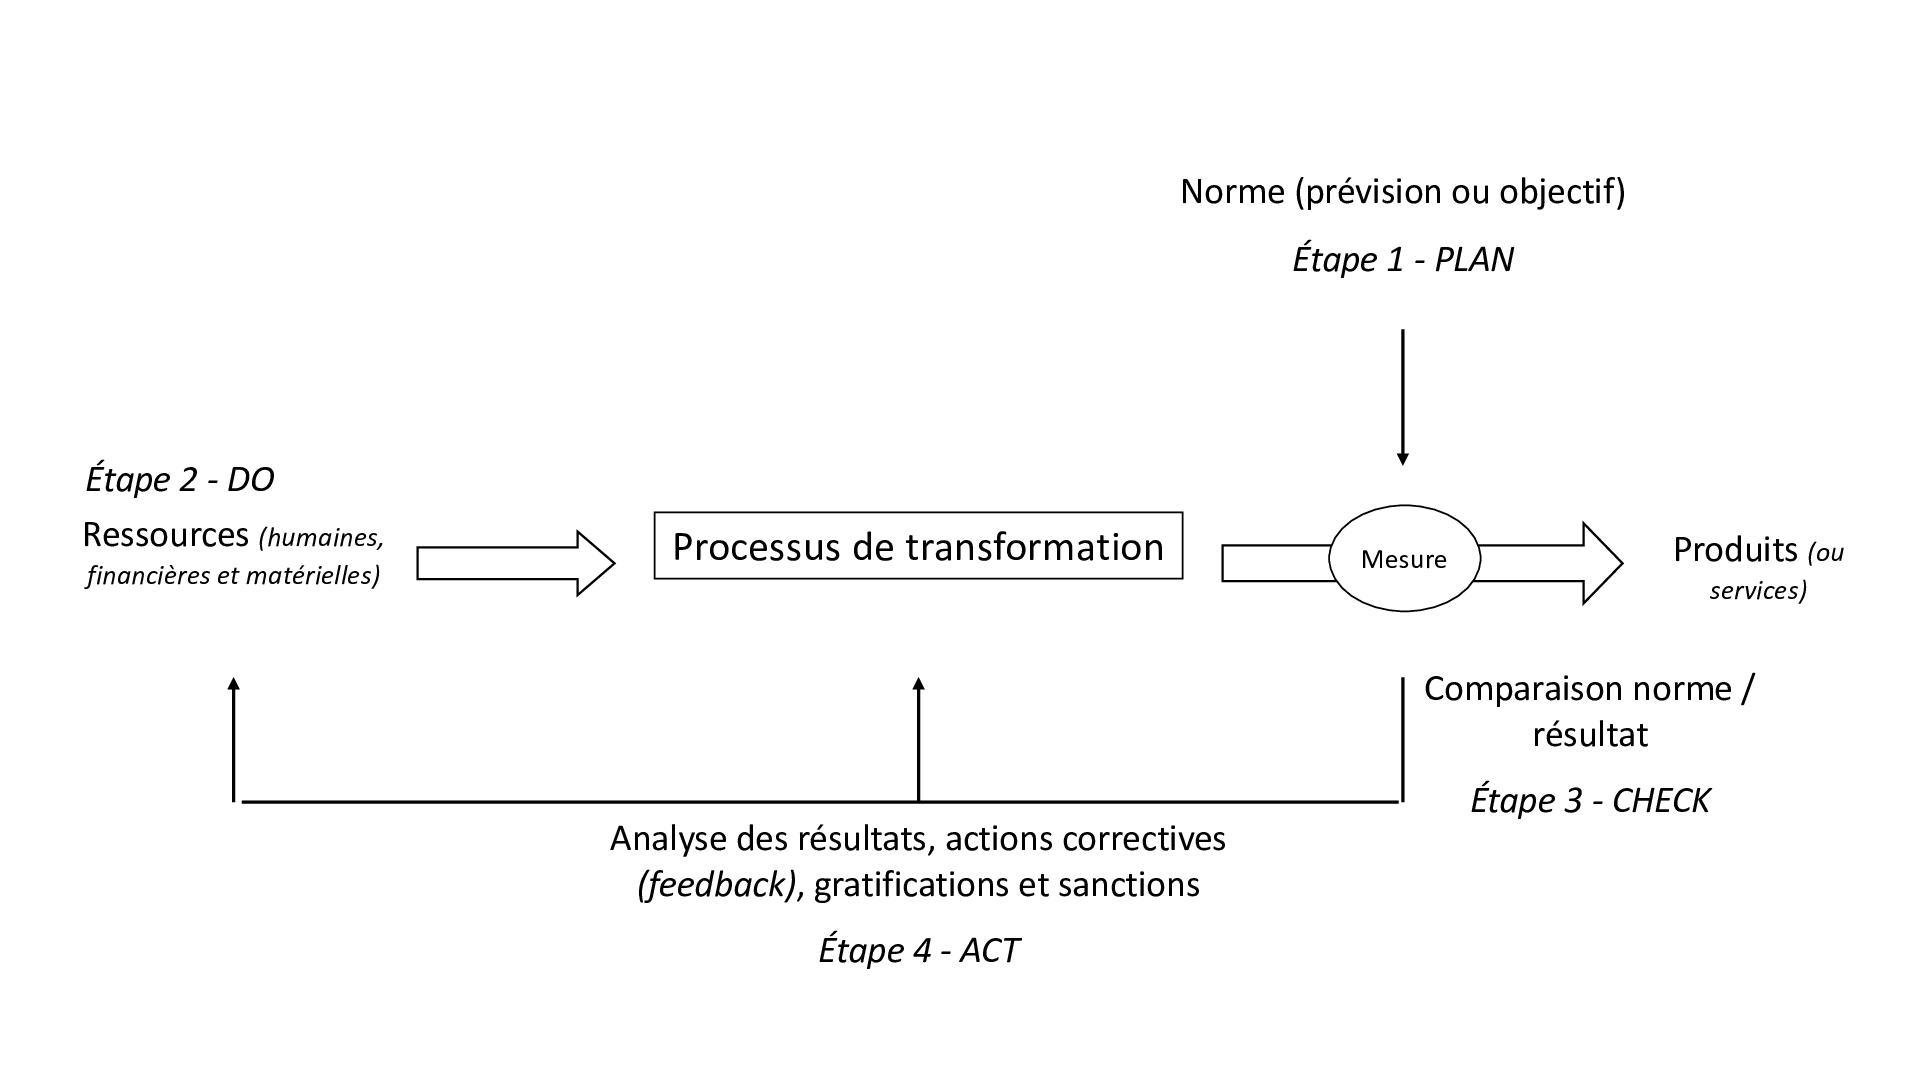 Norme (prévision ou objectif)
Étape 1 - PLAN
Étape 2 - DO
Ressources (humaines,
financières et matérielles)
Processus de transformation
Mesure
Produits (ou
services)
Comparaison norme /
résultat
Étape 3 - CHECK
Analyse des résultats, actions correctives
(feedback), gratifications et sanctions
Étape 4 - ACT